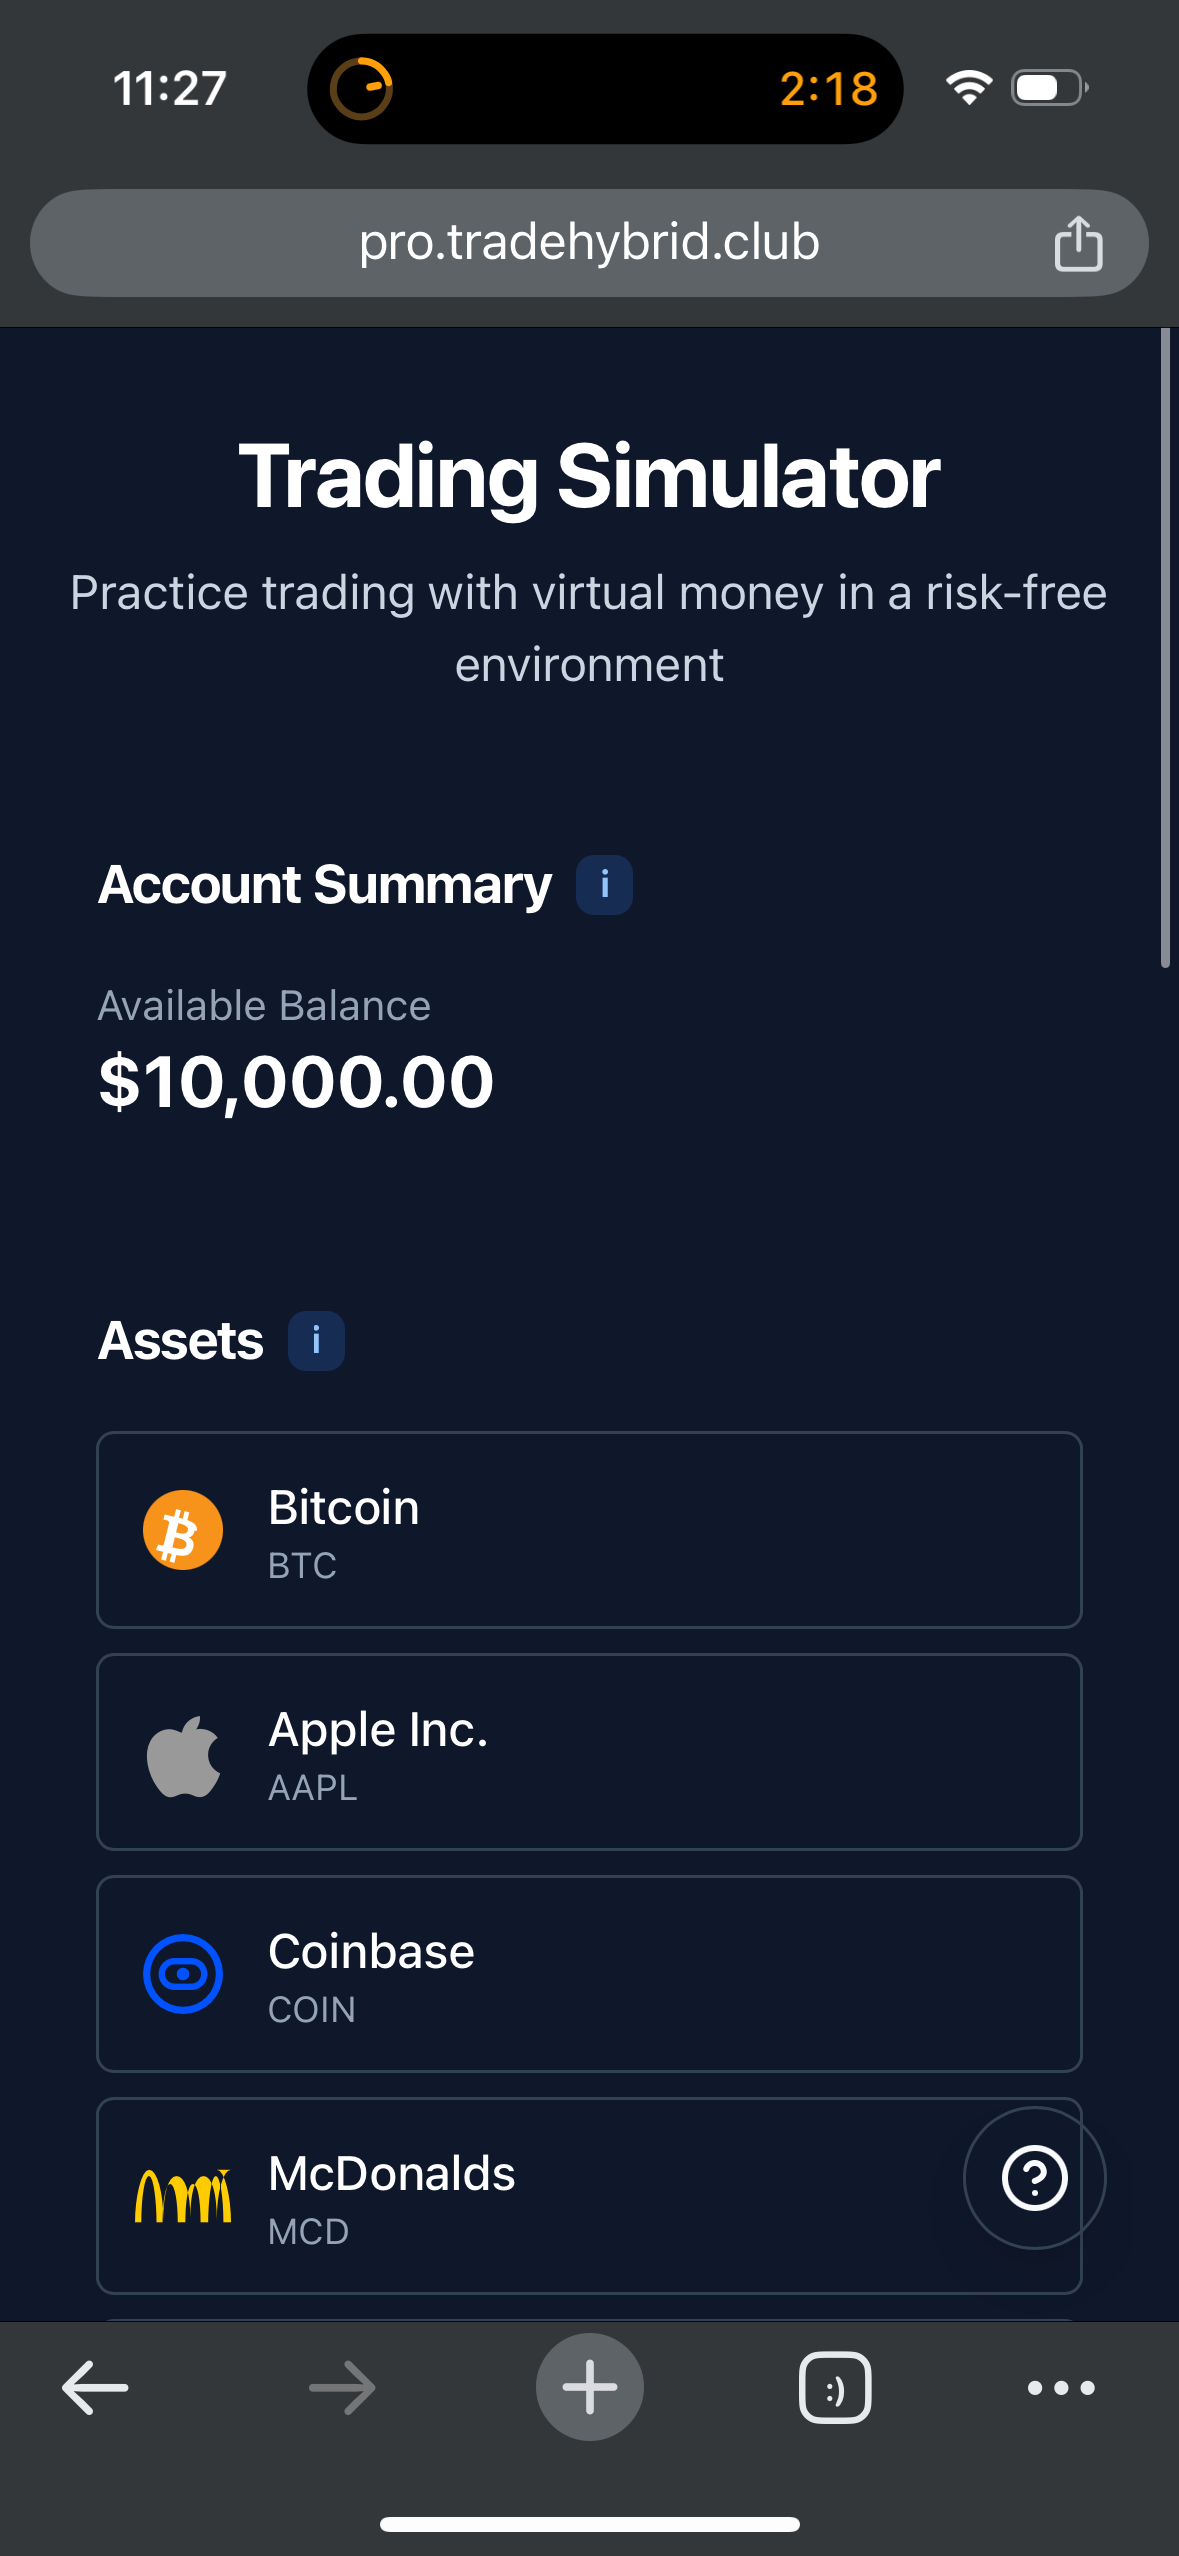 11:27
2:18
pro.tradehybrid.club
Trading Simulator
Practice trading with virtual money in a risk-free
environment
Account Summary i
Available Balance
$10,000.00
Assets i
Bitcoin
BTC
Apple Inc.
AAPL
Coinbase
COIN
McDonalds
MCD
?
:)